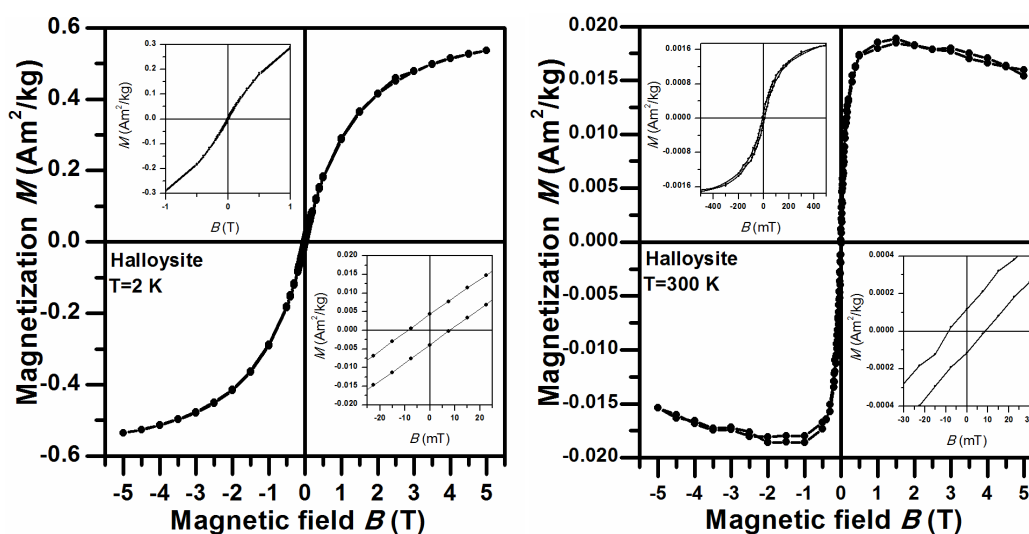 Magnetization M (Am²/kg)
0.6
0.4
0.2
0.0
-0.2
-0.4
-0.6
-5 -4 -3 -2 -1 0 1 2 3 4 5
Magnetic field B (T)
Halloysite
T=2 K
M (Am²/kg)
0.3
0.2
0.1
0.0
-0.1
-0.2
-0.3
-1 0 1
B (T)
M (Am²/kg)
0.020
0.015
0.010
0.005
0.000
-0.005
-0.010
-0.015
-0.020
-20 -10 0 10 20
B (mT)
Magnetization M (Am²/kg)
0.020
0.015
0.010
0.005
0.000
-0.005
-0.010
-0.015
-0.020
-5 -4 -3 -2 -1 0 1 2 3 4 5
Magnetic field B (T)
Halloysite
T=300 K
M (Am²/kg)
0.0016
0.0008
0.0000
-0.0008
-0.0016
-400 -200 0 200 400
B (mT)
M (Am²/kg)
0.0004
0.0002
0.0000
-0.0002
-0.0004
-30 -20 -10 0 10 20 30
B (mT)